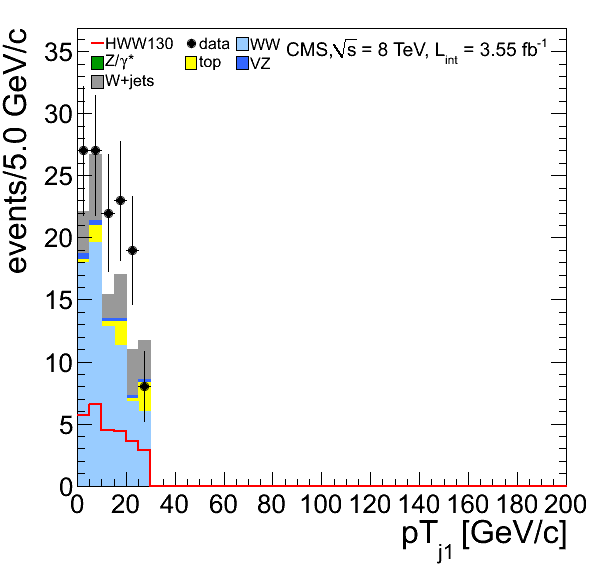 HWW130 data WW
Z/γ* top VZ
W+jets
CMS,√s = 8 TeV, L_int = 3.55 fb⁻¹
events/5.0 GeV/c
35
30
25
20
15
10
5
0
0 20 40 60 80 100 120 140 160 180 200
pT_j1 [GeV/c]